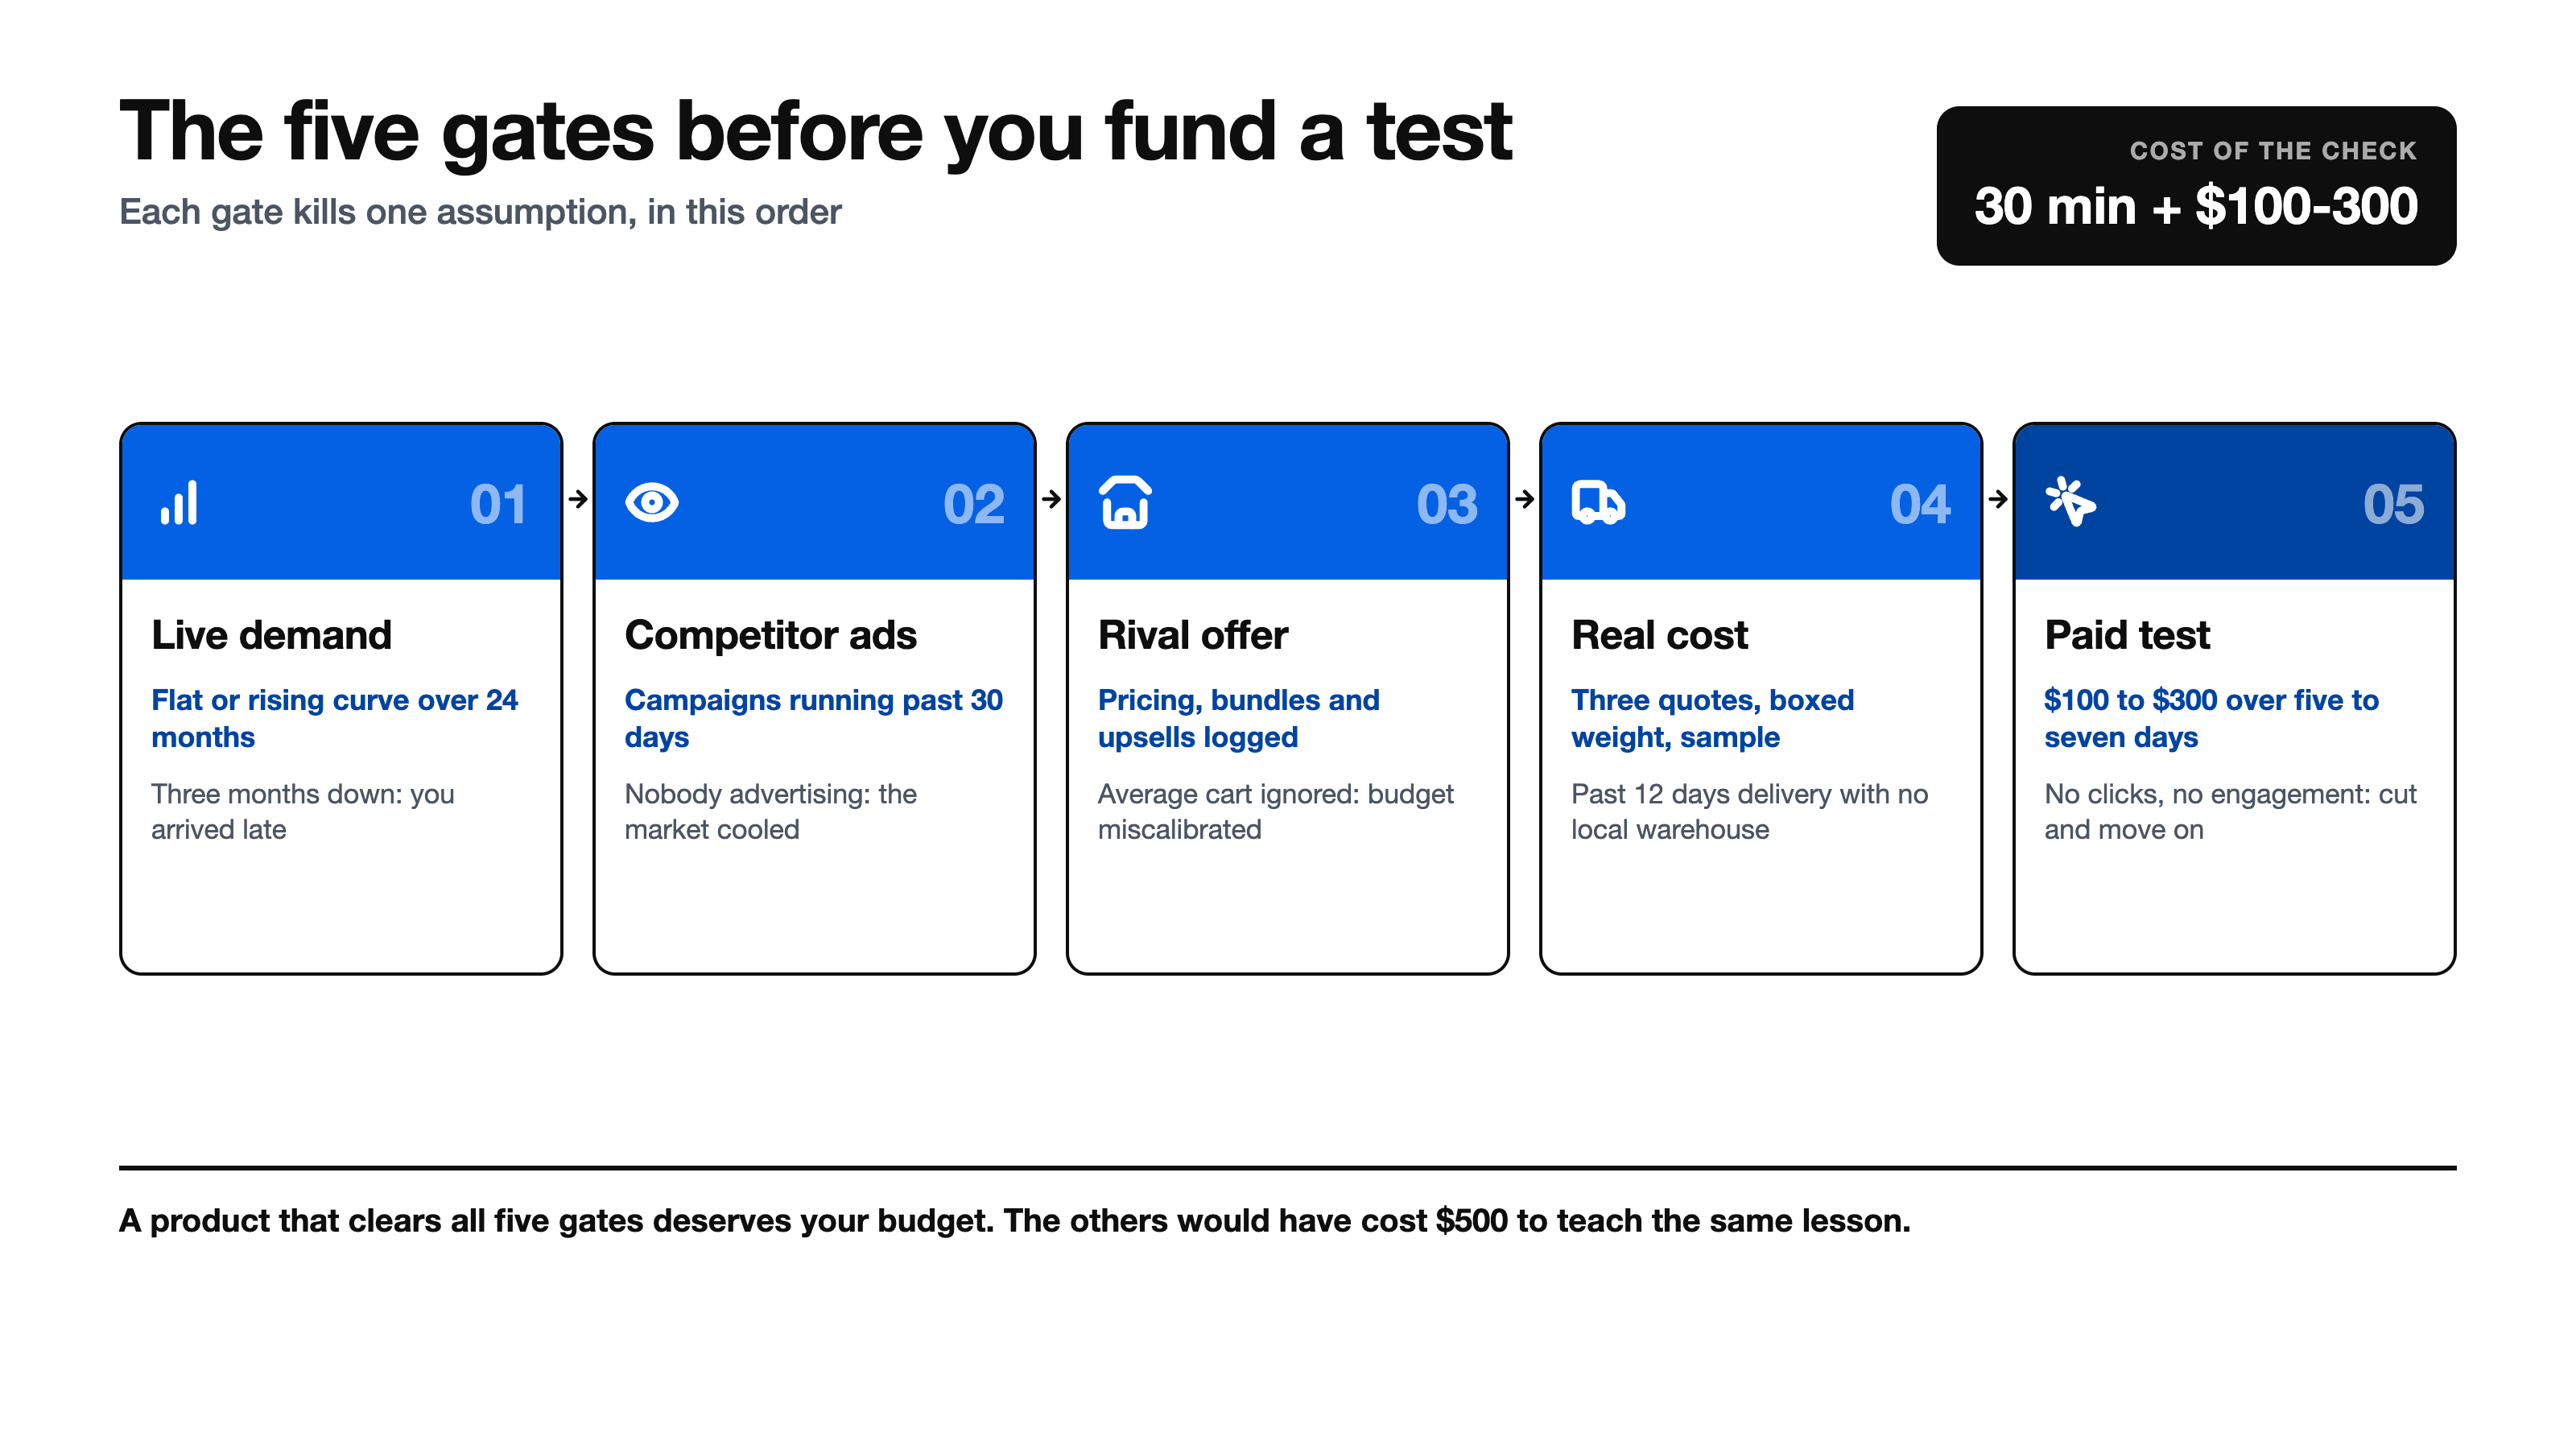 The five gates before you fund a test
Each gate kills one assumption, in this order
COST OF THE CHECK
30 min + $100-300
01
Live demand
Flat or rising curve over 24
months
Three months down: you
arrived late
02
Competitor ads
Campaigns running past 30
days
Nobody advertising: the
market cooled
03
Rival offer
Pricing, bundles and
upsells logged
Average cart ignored: budget
miscalibrated
04
Real cost
Three quotes, boxed
weight, sample
Past 12 days delivery with no
local warehouse
05
Paid test
$100 to $300 over five to
seven days
No clicks, no engagement: cut
and move on
A product that clears all five gates deserves your budget. The others would have cost $500 to teach the same lesson.